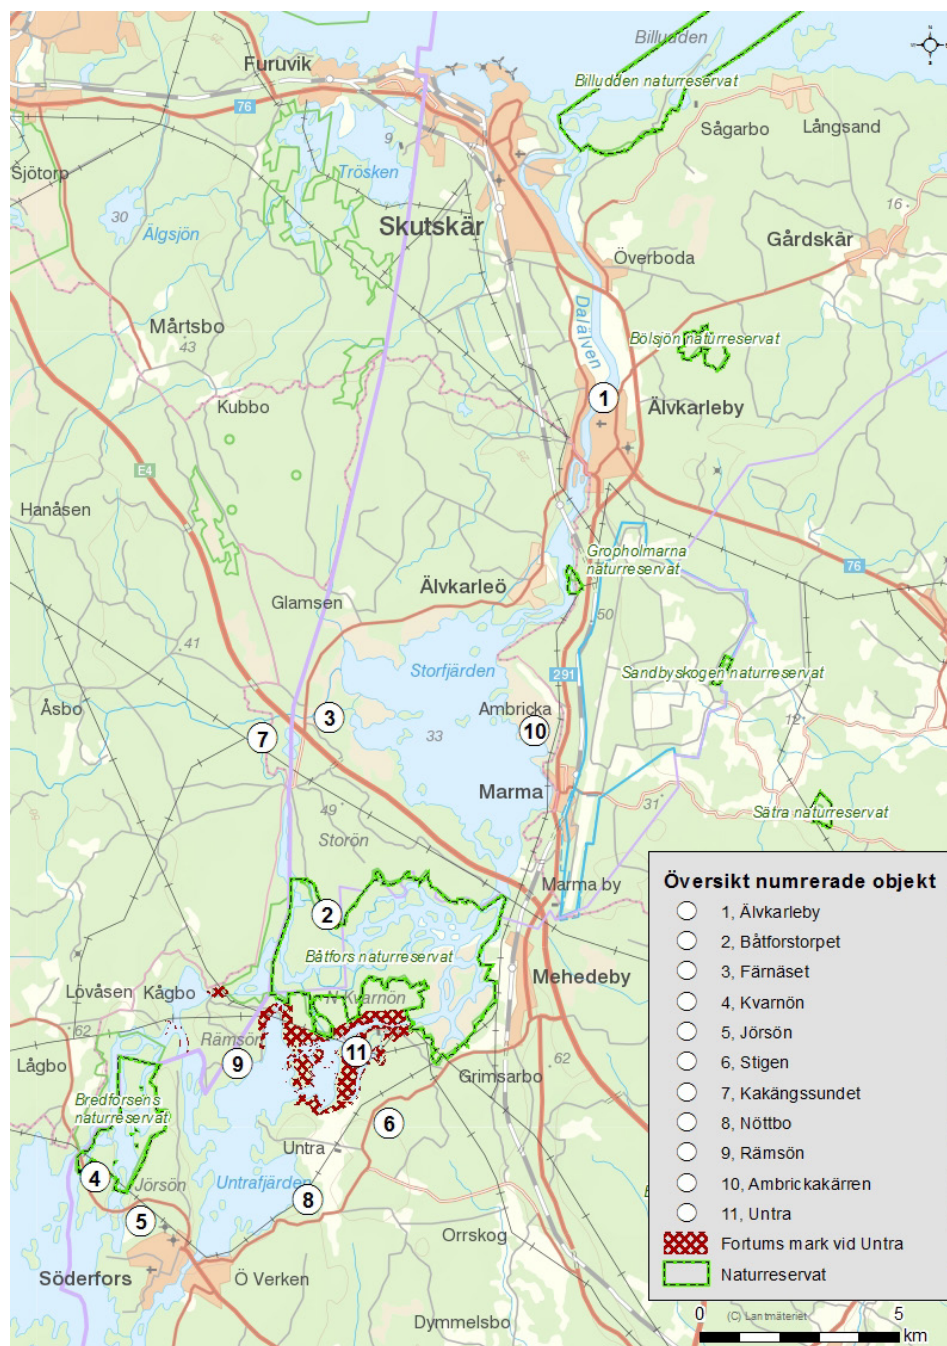 Billudden
Furuvik
Billudden naturreservat
76
Sågarbo
Långsand
9
Sjötorp
Trösken
30
Älgsjön
Skutskär
16
Gårdskär
Överboda
Dalälven
Mårtsbo
43
Bölsjön naturreservat
Kubbo
1
Älvkarleby
E4
Hanåsen
Gropholmarna
naturreservat
76
Älvkarleö
Glamsen
50
41
Storfjärden
291
Sandbyskogen naturreservat
Åsbo
3
Ambricka
12
7
33
10
Marma
49
31
Sätra naturreservat
Storön
Marma by
2
Båtfors naturreservat
Mehedeby
Lövåsen
Kågbo
N Kvarnön
62
Rämsön
Lågbo
9
11
62
Grimsarbo
Bredforsens
naturreservat
6
Untra
4
Jörsön
Untrafjärden
8
5
Orrskog
Söderfors
Ö Verken
Dymmelsbo
Översikt numrerade objekt
1, Älvkarleby
2, Båtforstorpet
3, Färnäset
4, Kvarnön
5, Jörsön
6, Stigen
7, Kakängssundet
8, Nöttbo
9, Rämsön
10, Ambrickakärren
11, Untra
Fortums mark vid Untra
Naturreservat
0 (C) Lantmäteriet 5
km